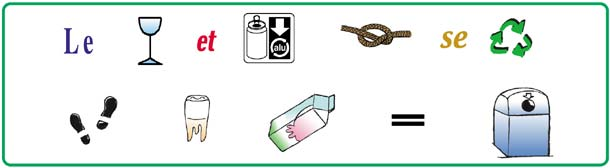 Le et alu se
=